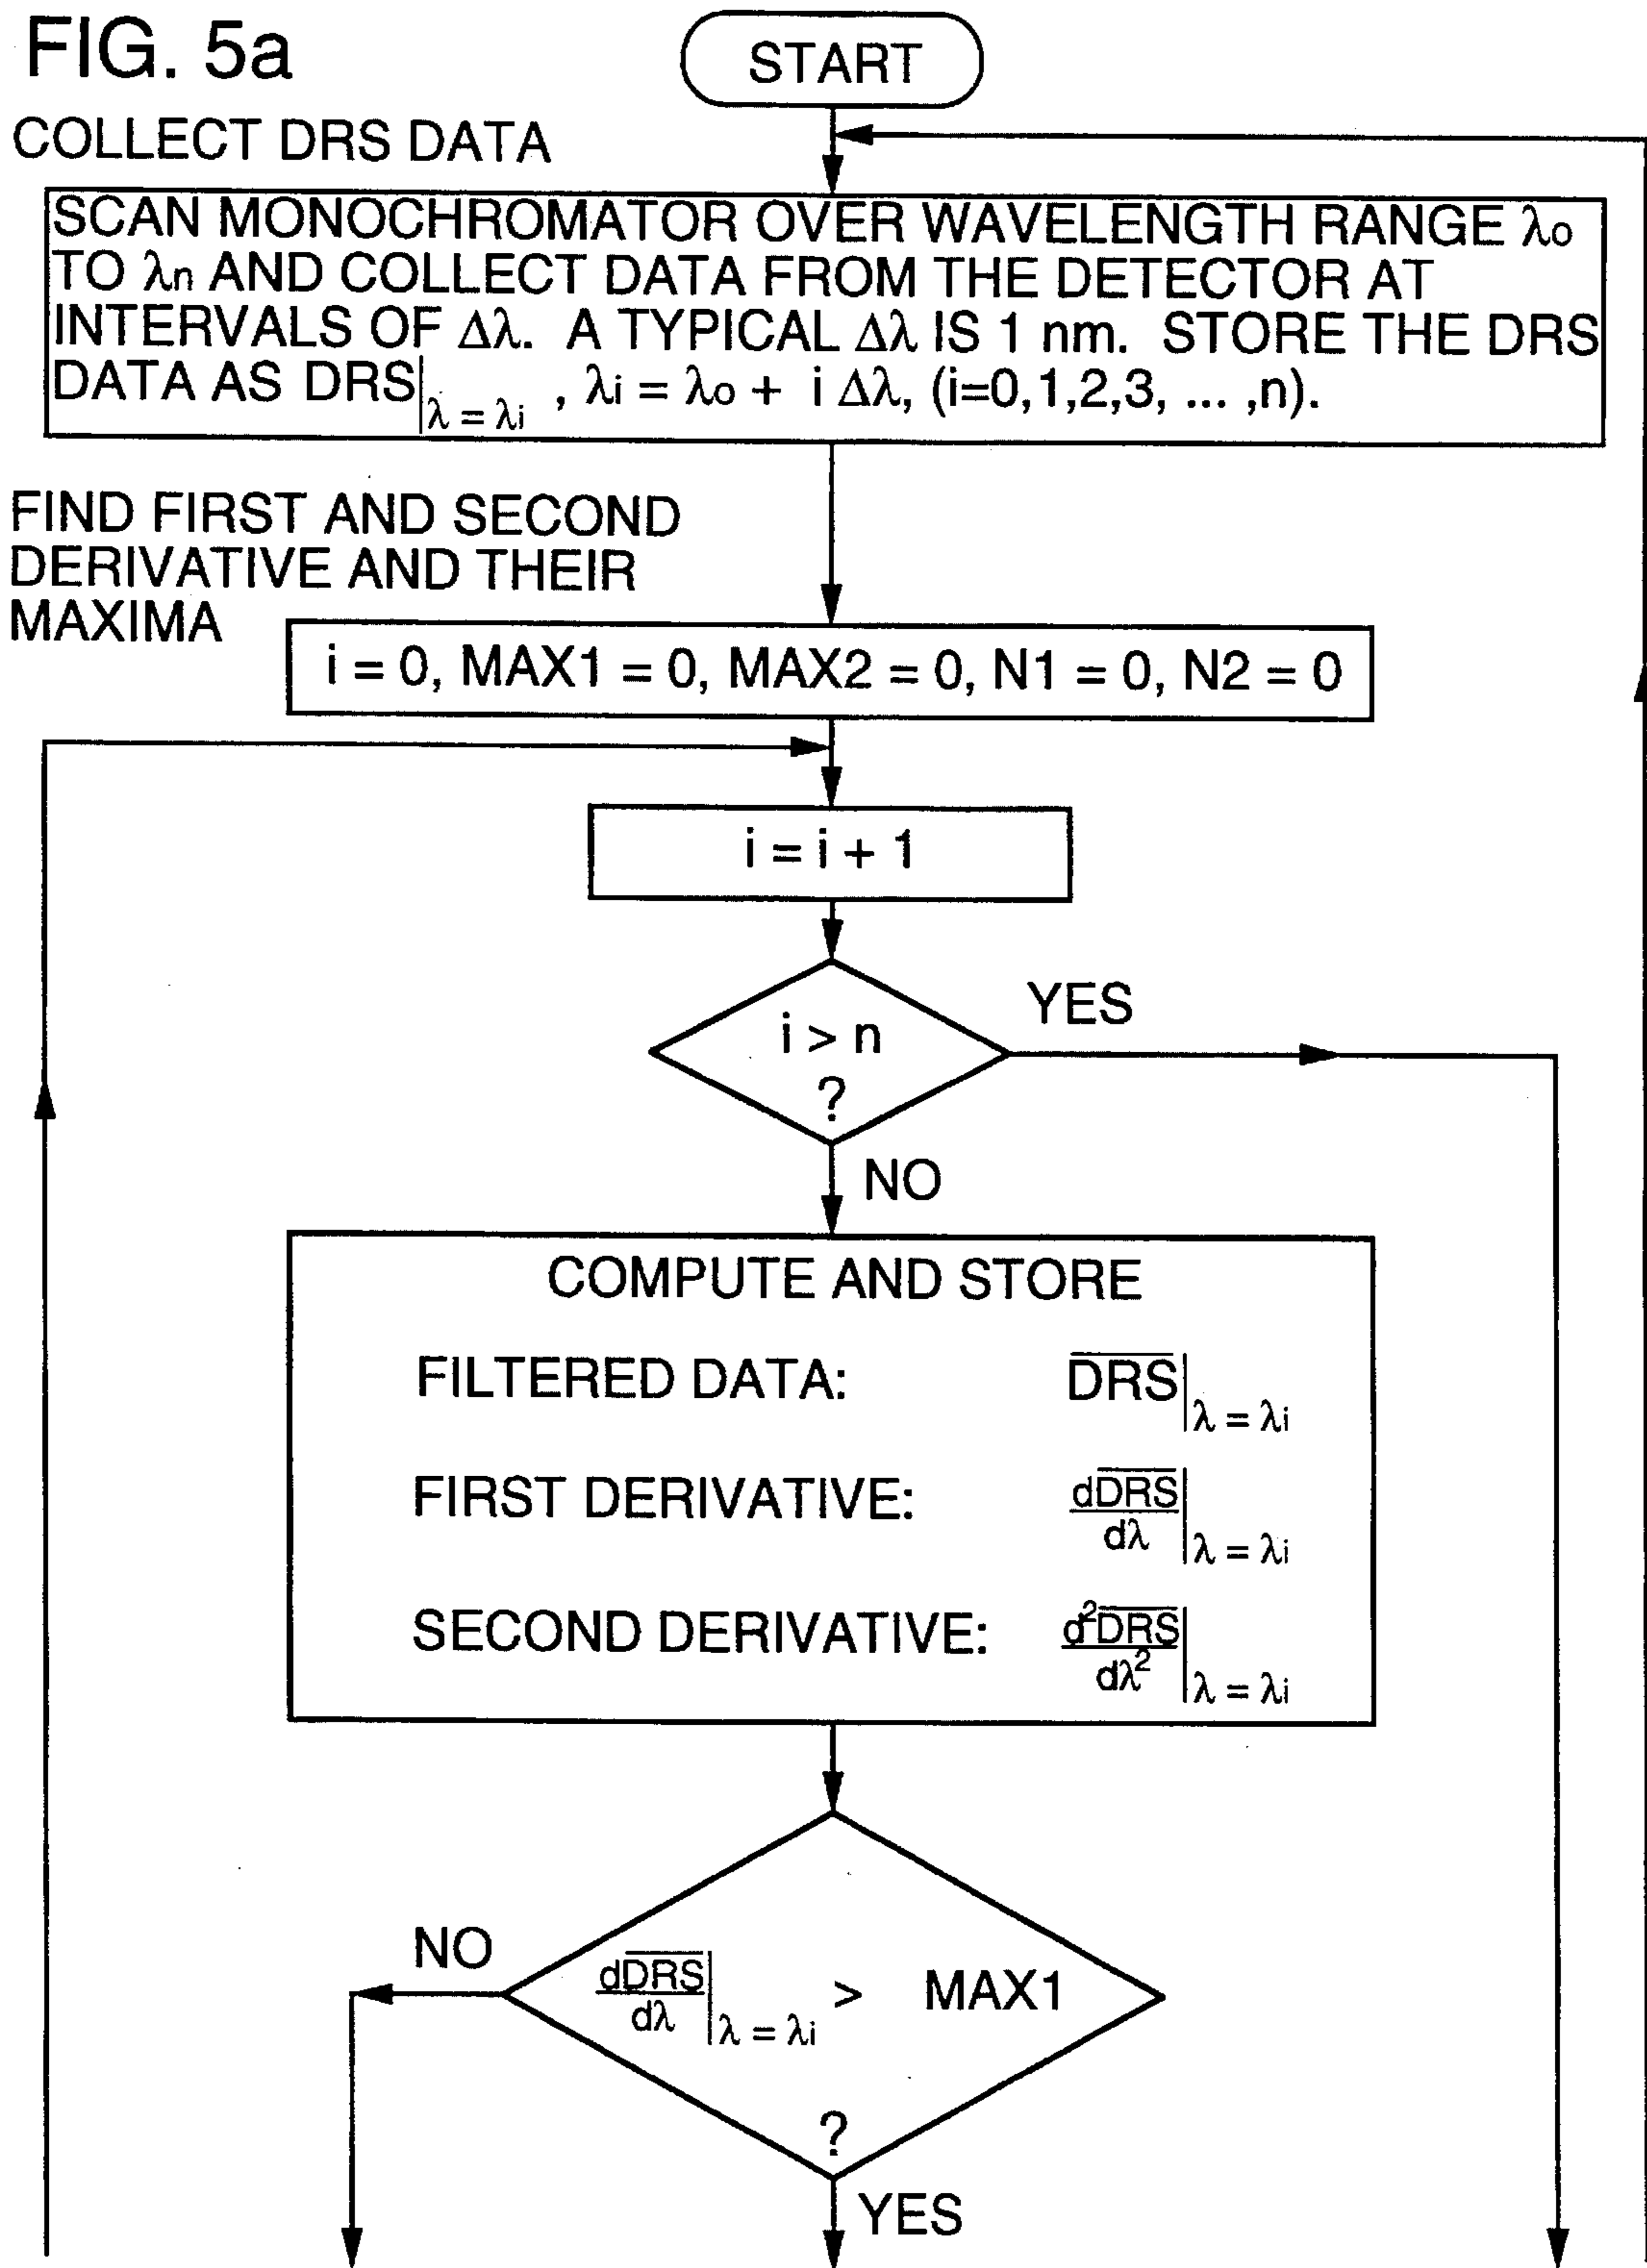 FIG. 5a
START
COLLECT DRS DATA
SCAN MONOCHROMATOR OVER WAVELENGTH RANGE λo
TO λn AND COLLECT DATA FROM THE DETECTOR AT
INTERVALS OF Δλ. A TYPICAL Δλ IS 1 nm. STORE THE DRS
DATA AS DRS|λ = λi , λi = λo + i Δλ, (i=0,1,2,3, ... ,n).
FIND FIRST AND SECOND
DERIVATIVE AND THEIR
MAXIMA
i = 0, MAX1 = 0, MAX2 = 0, N1 = 0, N2 = 0
i = i + 1
i > n
?
YES
NO
COMPUTE AND STORE
FILTERED DATA: D̅R̅S̅|λ = λi
FIRST DERIVATIVE: dD̅R̅S̅/dλ|λ = λi
SECOND DERIVATIVE: d²D̅R̅S̅/dλ²|λ = λi
NO
dD̅R̅S̅/dλ|λ = λi > MAX1
?
YES